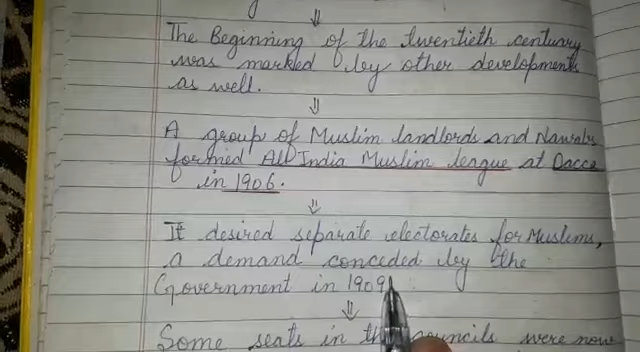 ⇓
The Beginning of the twentieth centuary
was marked by other developments
as well.
⇓
A group of Muslim landlords and Nawabs
formed All India Muslim league at Dacca
in 1906.
⇓
It desired separate electorates for Muslims,
a demand conceded by the
Government in 1909
⇓
Some seats in the councils were now